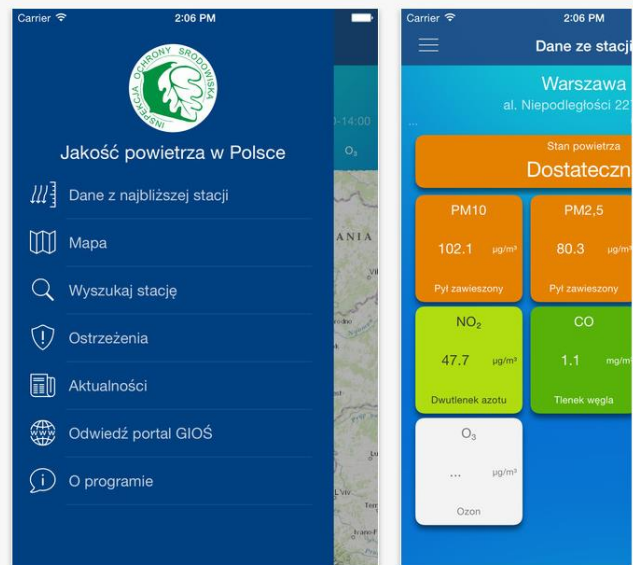 Carrier
2:06 PM
INSPEKCJA OCHRONY ŚRODOWISKA
Jakość powietrza w Polsce
Dane z najbliższej stacji
Mapa
Wyszukaj stację
Ostrzeżenia
Aktualności
WWW
Odwiedź portal GIOŚ
i
O programie
-14:00
O₃
ANIA
L'viv
Carrier
2:06 PM
Dane ze stacji
Warszawa
al. Niepodległości 227
...
Stan powietrza
Dostateczn
PM10
102.1 µg/m³
Pył zawieszony
PM2,5
80.3 µg/m³
Pył zawieszony
NO₂
47.7 µg/m³
Dwutlenek azotu
CO
1.1 mg/m
Tlenek węgla
O₃
... µg/m³
Ozon